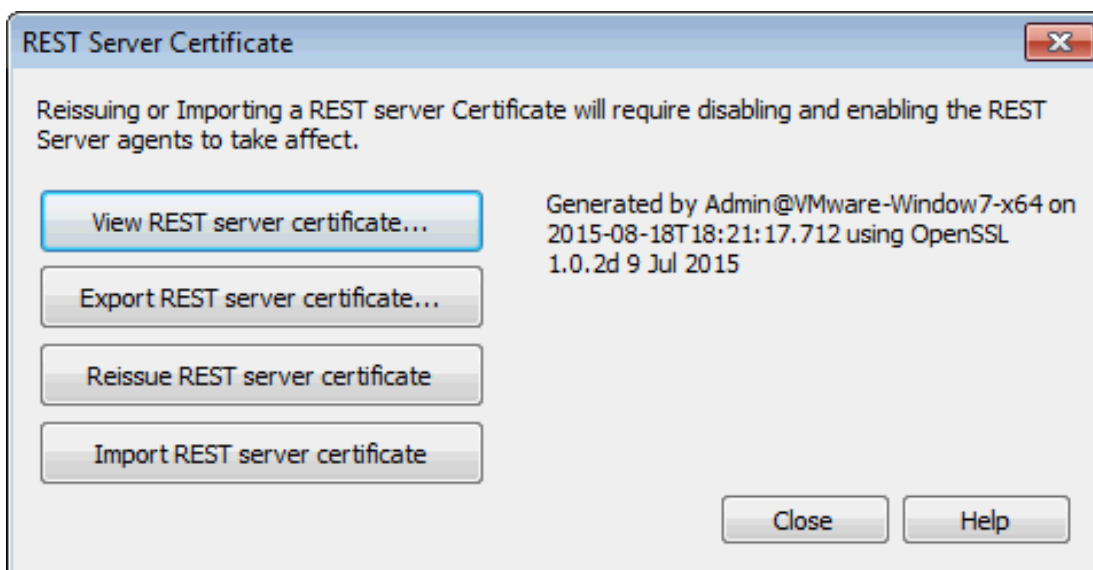 REST Server Certificate
Reissuing or Importing a REST server Certificate will require disabling and enabling the REST
Server agents to take affect.
View REST server certificate...
Generated by Admin@VMware-Window7-x64 on
2015-08-18T18:21:17.712 using OpenSSL
1.0.2d 9 Jul 2015
Export REST server certificate...
Reissue REST server certificate
Import REST server certificate
Close
Help